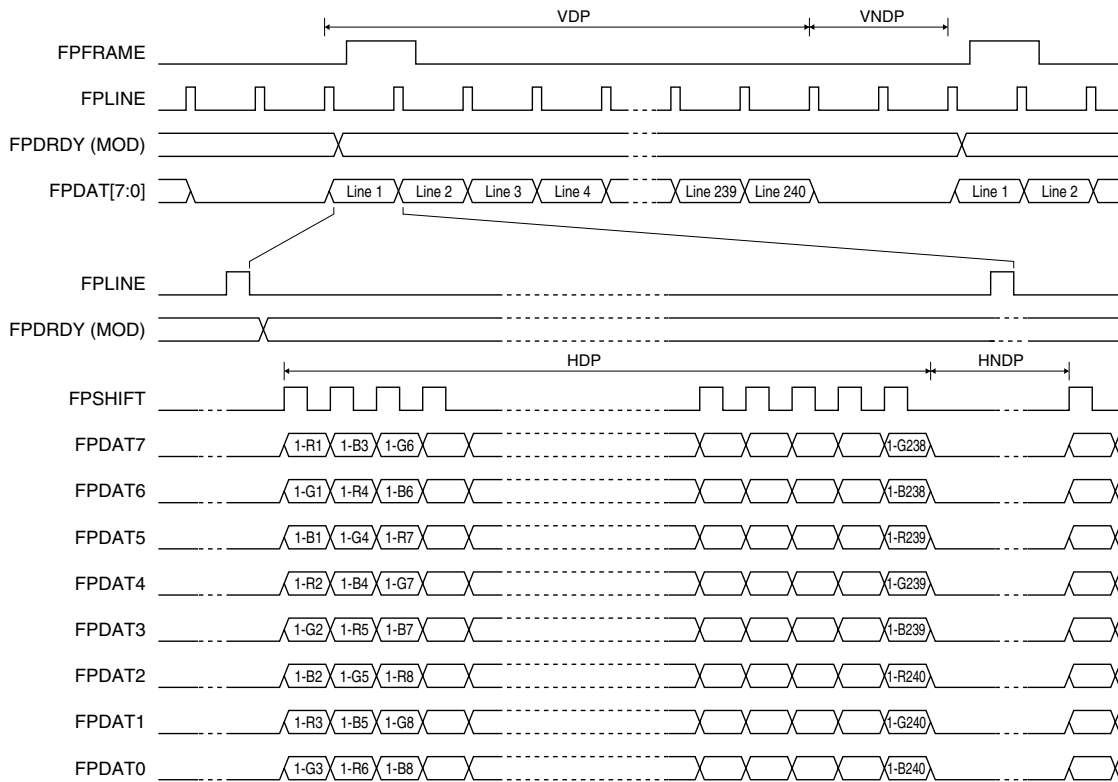 VDP VNDP
FPFRAME
FPLINE
FPDRDY (MOD)
FPDAT[7:0] Line 1 Line 2 Line 3 Line 4 Line 239 Line 240 Line 1 Line 2
FPLINE
FPDRDY (MOD)
HDP HNDP
FPSHIFT
FPDAT7 1-R1 1-B3 1-G6 1-G238
FPDAT6 1-G1 1-R4 1-B6 1-B238
FPDAT5 1-B1 1-G4 1-R7 1-R239
FPDAT4 1-R2 1-B4 1-G7 1-G239
FPDAT3 1-G2 1-R5 1-B7 1-B239
FPDAT2 1-B2 1-G5 1-R8 1-R240
FPDAT1 1-R3 1-B5 1-G8 1-G240
FPDAT0 1-G3 1-R6 1-B8 1-B240